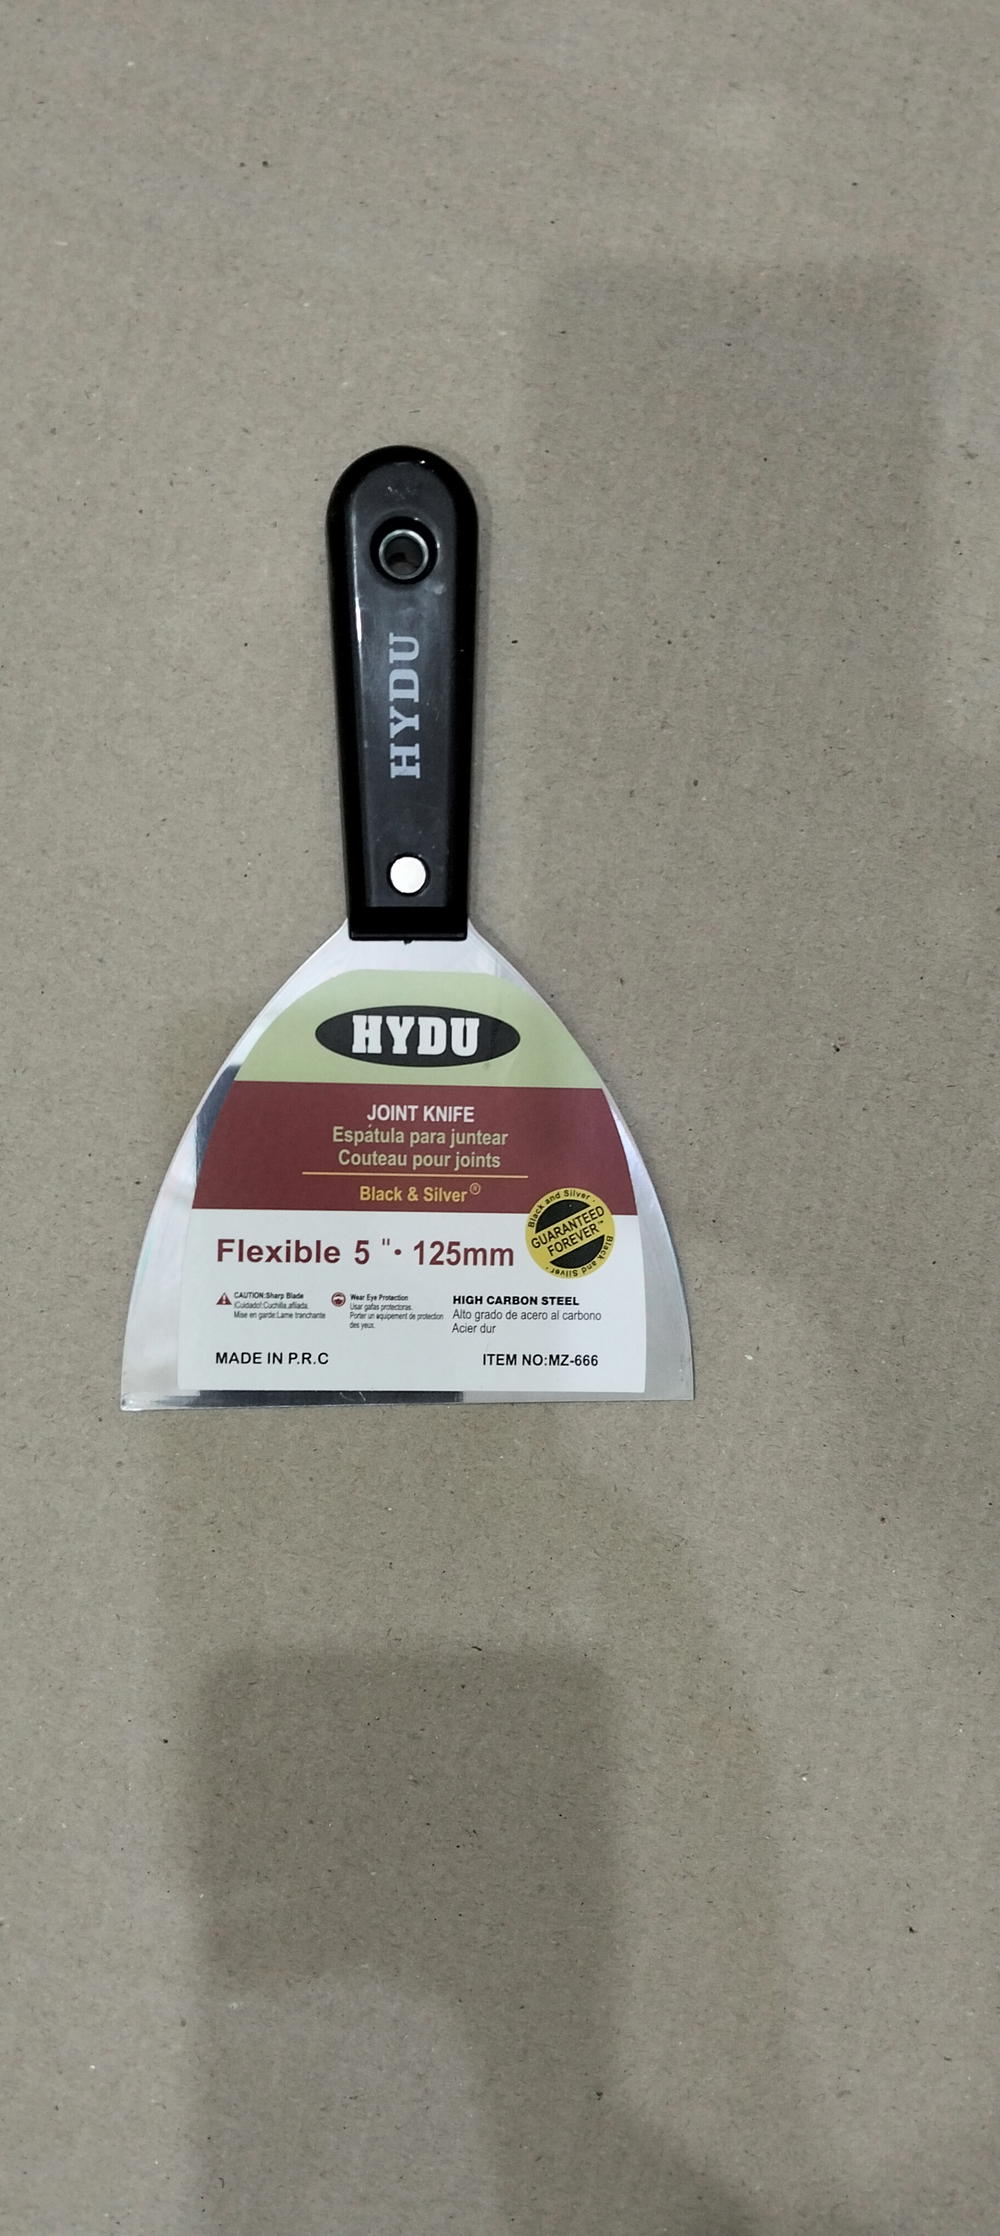 HYDU
HYDU
JOINT KNIFE
Espátula para juntear
Couteau pour joints
Black & Silver®
Black and Silver ·
GUARANTEED
FOREVER™
Black and Silver ·
Flexible 5 "· 125mm
CAUTION:Sharp Blade
¡Cuidado!:Cuchilla afilada.
Mise en garde:Lame tranchante
Wear Eye Protection
Usar gafas protectoras.
Porter un equipement de protection
des yeux.
HIGH CARBON STEEL
Alto grado de acero al carbono
Acier dur
MADE IN P.R.C
ITEM NO:MZ-666